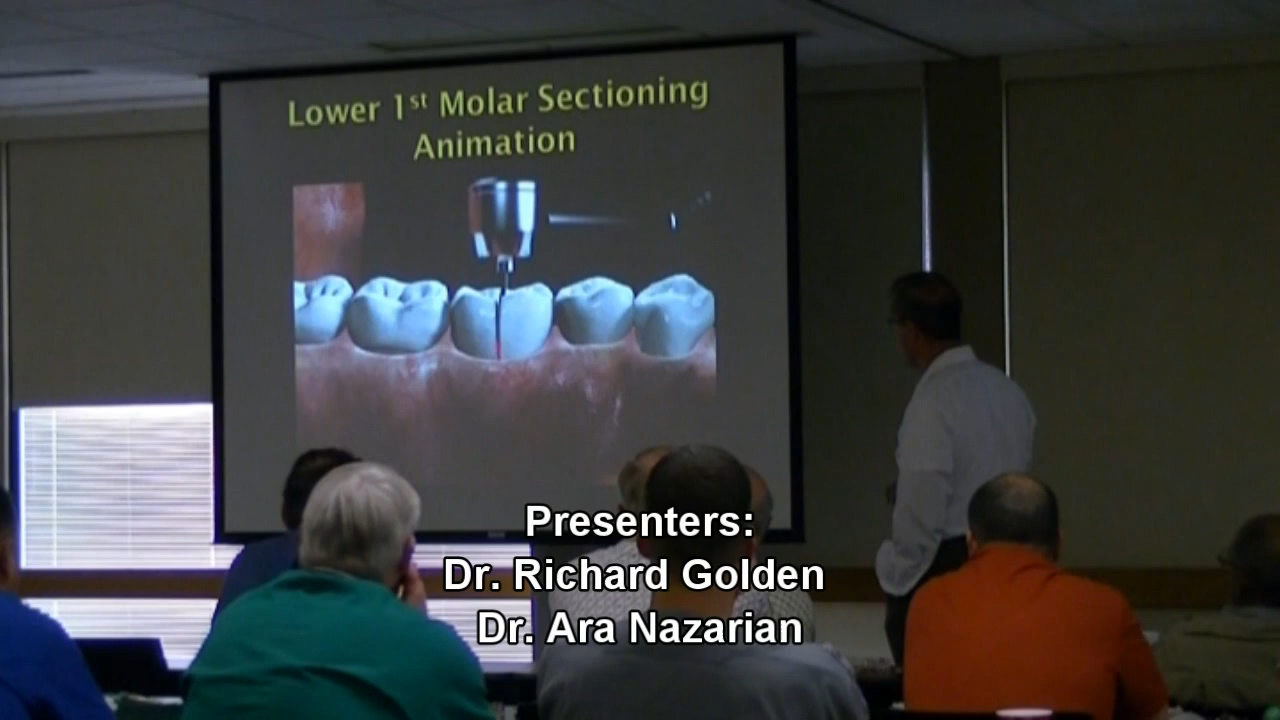 Lower 1st Molar Sectioning
Animation
Presenters:
Dr. Richard Golden
Dr. Ara Nazarian